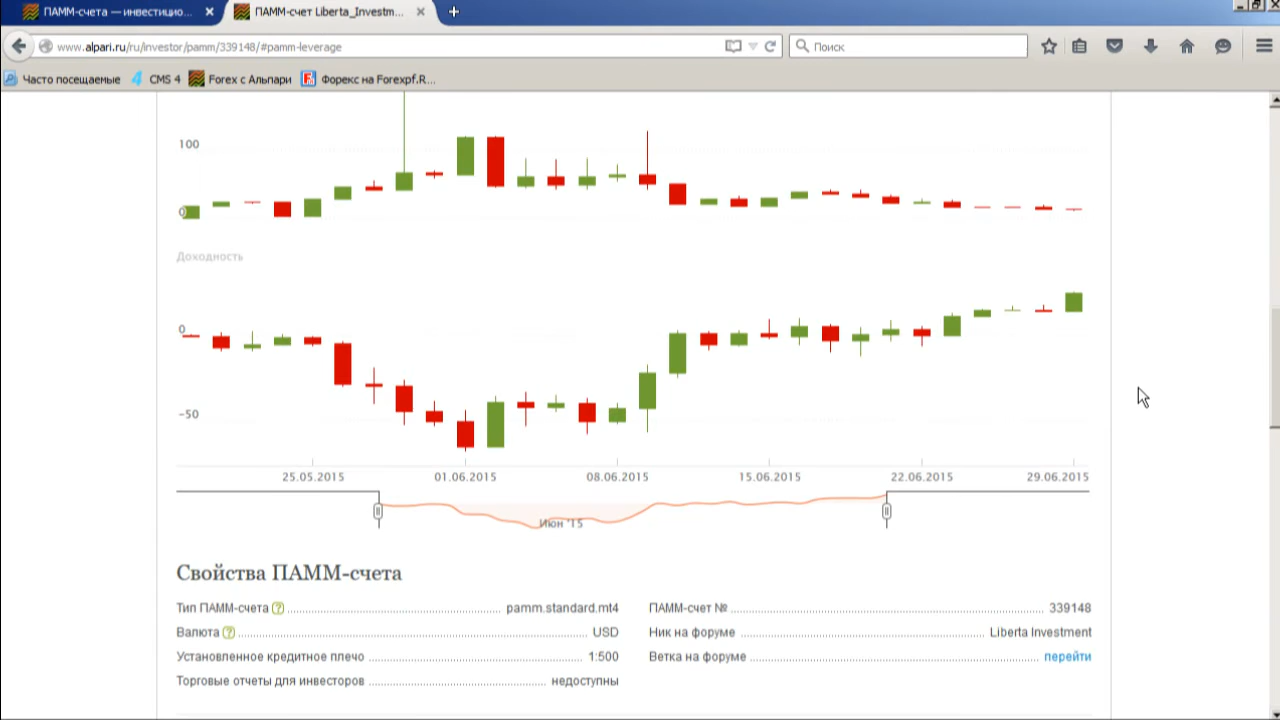 ПАММ-счета — инвестицио...
ПАММ-счет Liberta_Investm...
www.alpari.ru/ru/investor/pamm/339148/#pamm-leverage
Поиск
Часто посещаемые
CMS 4
Forex с Альпари
Форекс на Forexpf.R...
100
0
Доходность
0
-50
25.05.2015 01.06.2015 08.06.2015 15.06.2015 22.06.2015 29.06.2015
Июн '15
Свойства ПАММ-счета
Тип ПАММ-счета ? pamm.standard.mt4
Валюта ? USD
Установленное кредитное плечо 1:500
Торговые отчеты для инвесторов недоступны
ПАММ-счет № 339148
Ник на форуме Liberta Investment
Ветка на форуме перейти